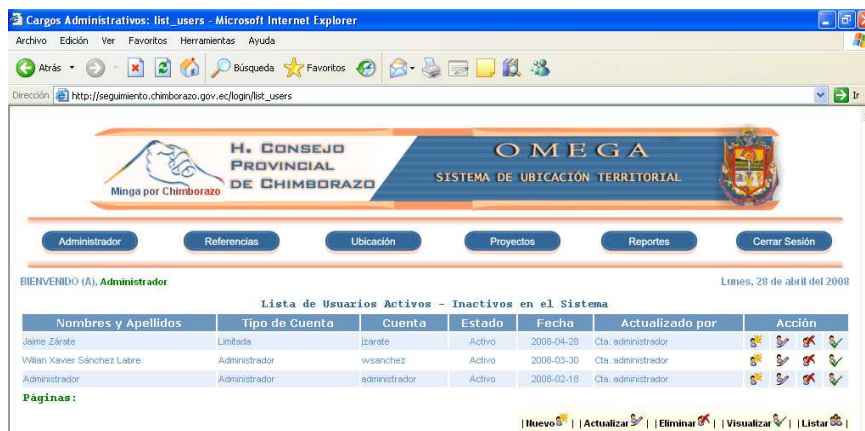 Cargos Administrativos: list_users - Microsoft Internet Explorer
Archivo Edición Ver Favoritos Herramientas Ayuda
Atrás Búsqueda Favoritos
Dirección http://seguimiento.chimborazo.gov.ec/login/list_users Ir
Minga por Chimborazo
H. CONSEJO
PROVINCIAL
DE CHIMBORAZO
OMEGA
SISTEMA DE UBICACIÓN TERRITORIAL
Administrador Referencias Ubicación Proyectos Reportes Cerrar Sesión
BIENVENIDO (A), Administrador Lunes, 28 de abril del 2008
Lista de Usuarios Activos - Inactivos en el Sistema
Nombres y Apellidos Tipo de Cuenta Cuenta Estado Fecha Actualizado por Acción
Jaime Zárate Limitada jzarate Activo 2008-04-28 Cta. administrador
Wilian Xavier Sánchez Labre Administrador wsanchez Activo 2008-03-30 Cta. administrador
Administrador Administrador administrador Activo 2008-02-18 Cta. administrador
Páginas:
|Nuevo | |Actualizar | |Eliminar | |Visualizar | |Listar |